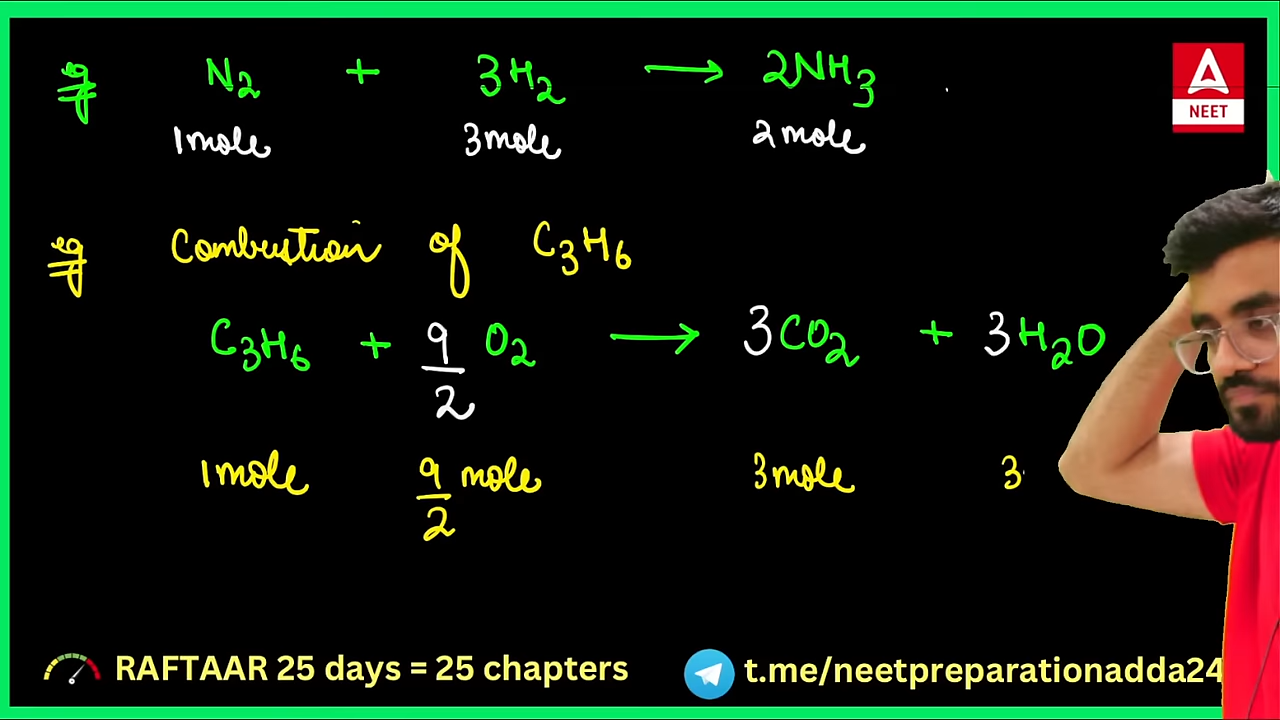 eg N2 + 3H2 → 2NH3
1mole 3mole 2mole
NEET
eg Combustion of C3H6
C3H6 + 9/2 O2 → 3CO2 + 3H2O
1mole 9/2 mole 3mole 3
RAFTAAR 25 days = 25 chapters
t.me/neetpreparationadda24